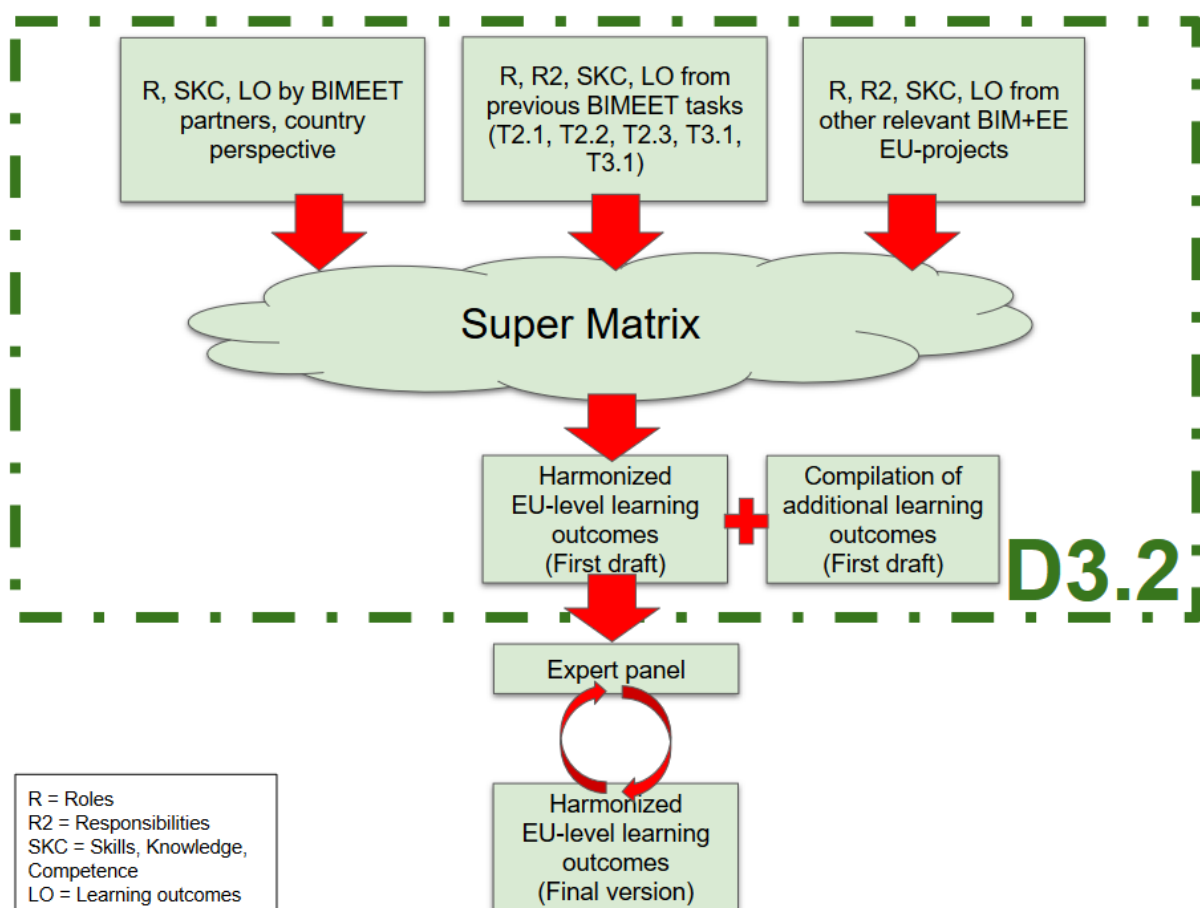 R, SKC, LO by BIMEET
partners, country
perspective
R, R2, SKC, LO from
previous BIMEET tasks
(T2.1, T2.2, T2.3, T3.1,
T3.1)
R, R2, SKC, LO from
other relevant BIM+EE
EU-projects
Super Matrix
Harmonized
EU-level learning
outcomes
(First draft)
Compilation of
additional learning
outcomes
(First draft)
D3.2
Expert panel
Harmonized
EU-level learning
outcomes
(Final version)
R = Roles
R2 = Responsibilities
SKC = Skills, Knowledge,
Competence
LO = Learning outcomes